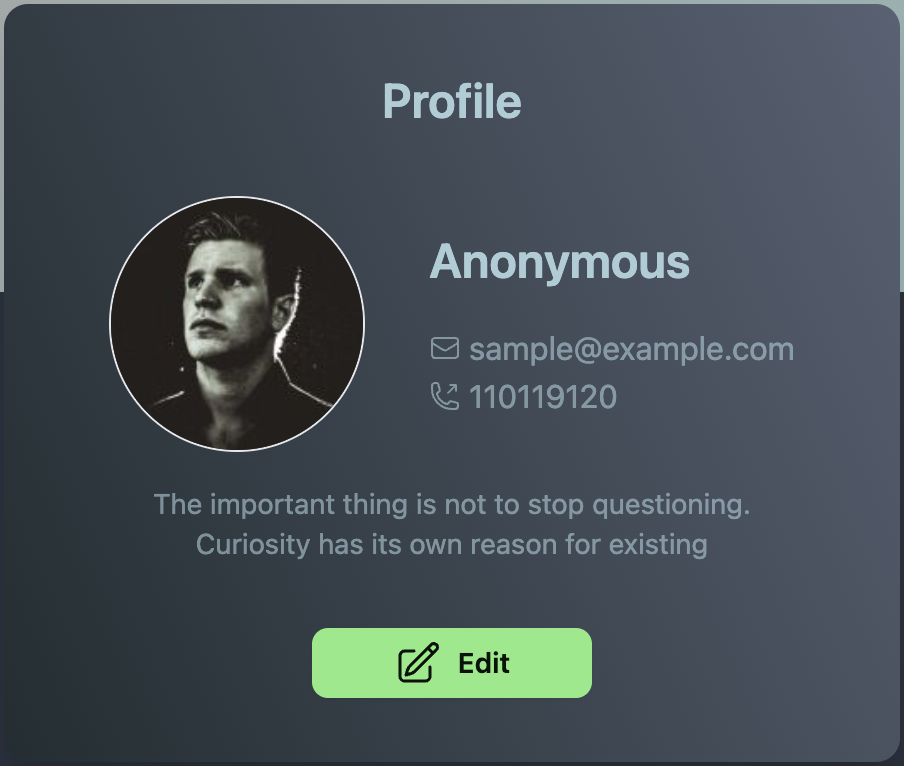 Profile
Anonymous
sample@example.com
110119120
The important thing is not to stop questioning.
Curiosity has its own reason for existing
Edit